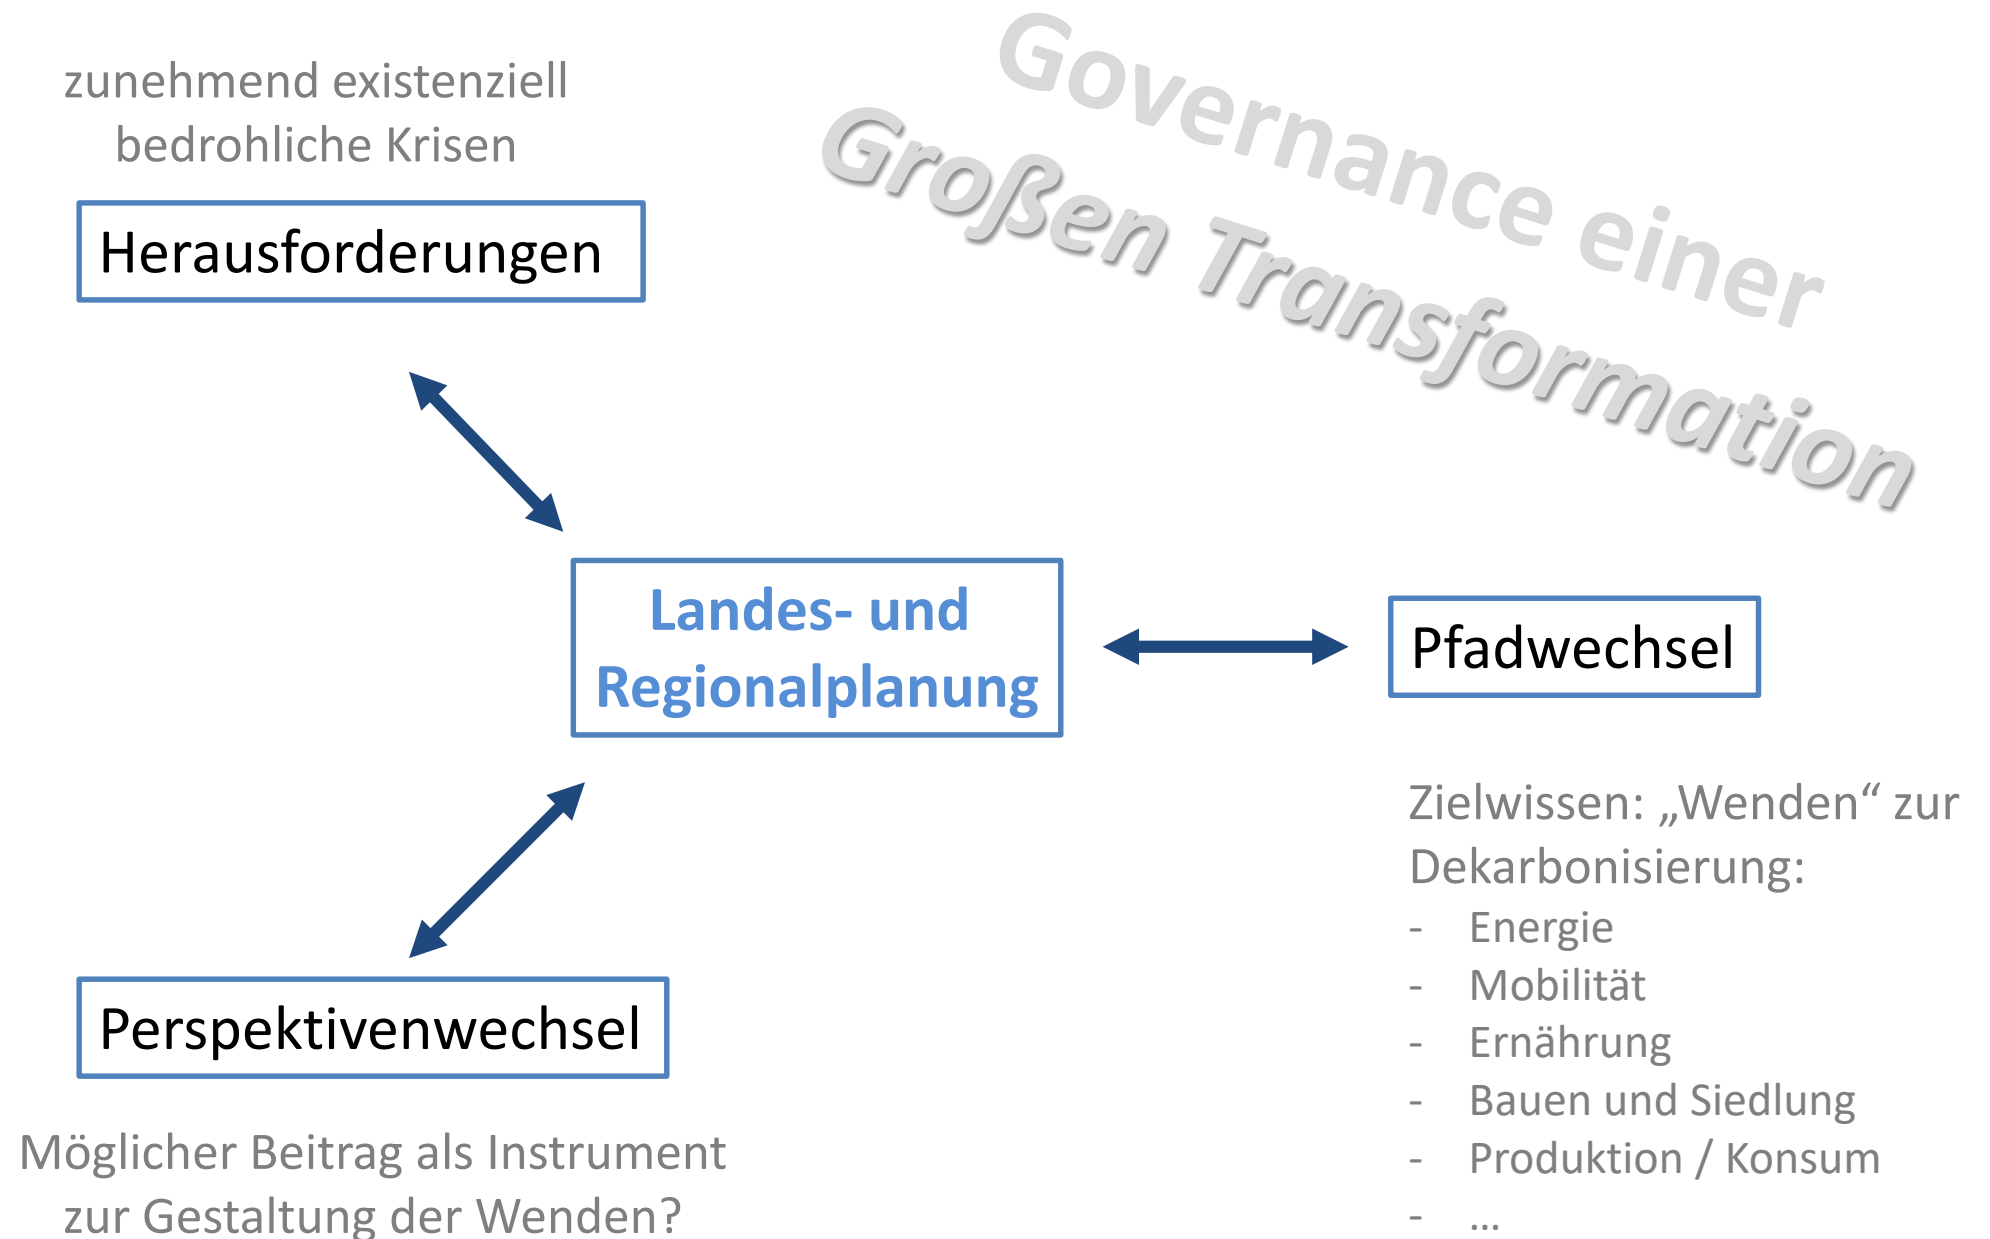 Governance einer
Großen Transformation
zunehmend existenziell
bedrohliche Krisen
Herausforderungen
Landes- und
Regionalplanung
Pfadwechsel
Zielwissen: „Wenden“ zur
Dekarbonisierung:
- Energie
- Mobilität
- Ernährung
- Bauen und Siedlung
- Produktion / Konsum
- …
Perspektivenwechsel
Möglicher Beitrag als Instrument
zur Gestaltung der Wenden?